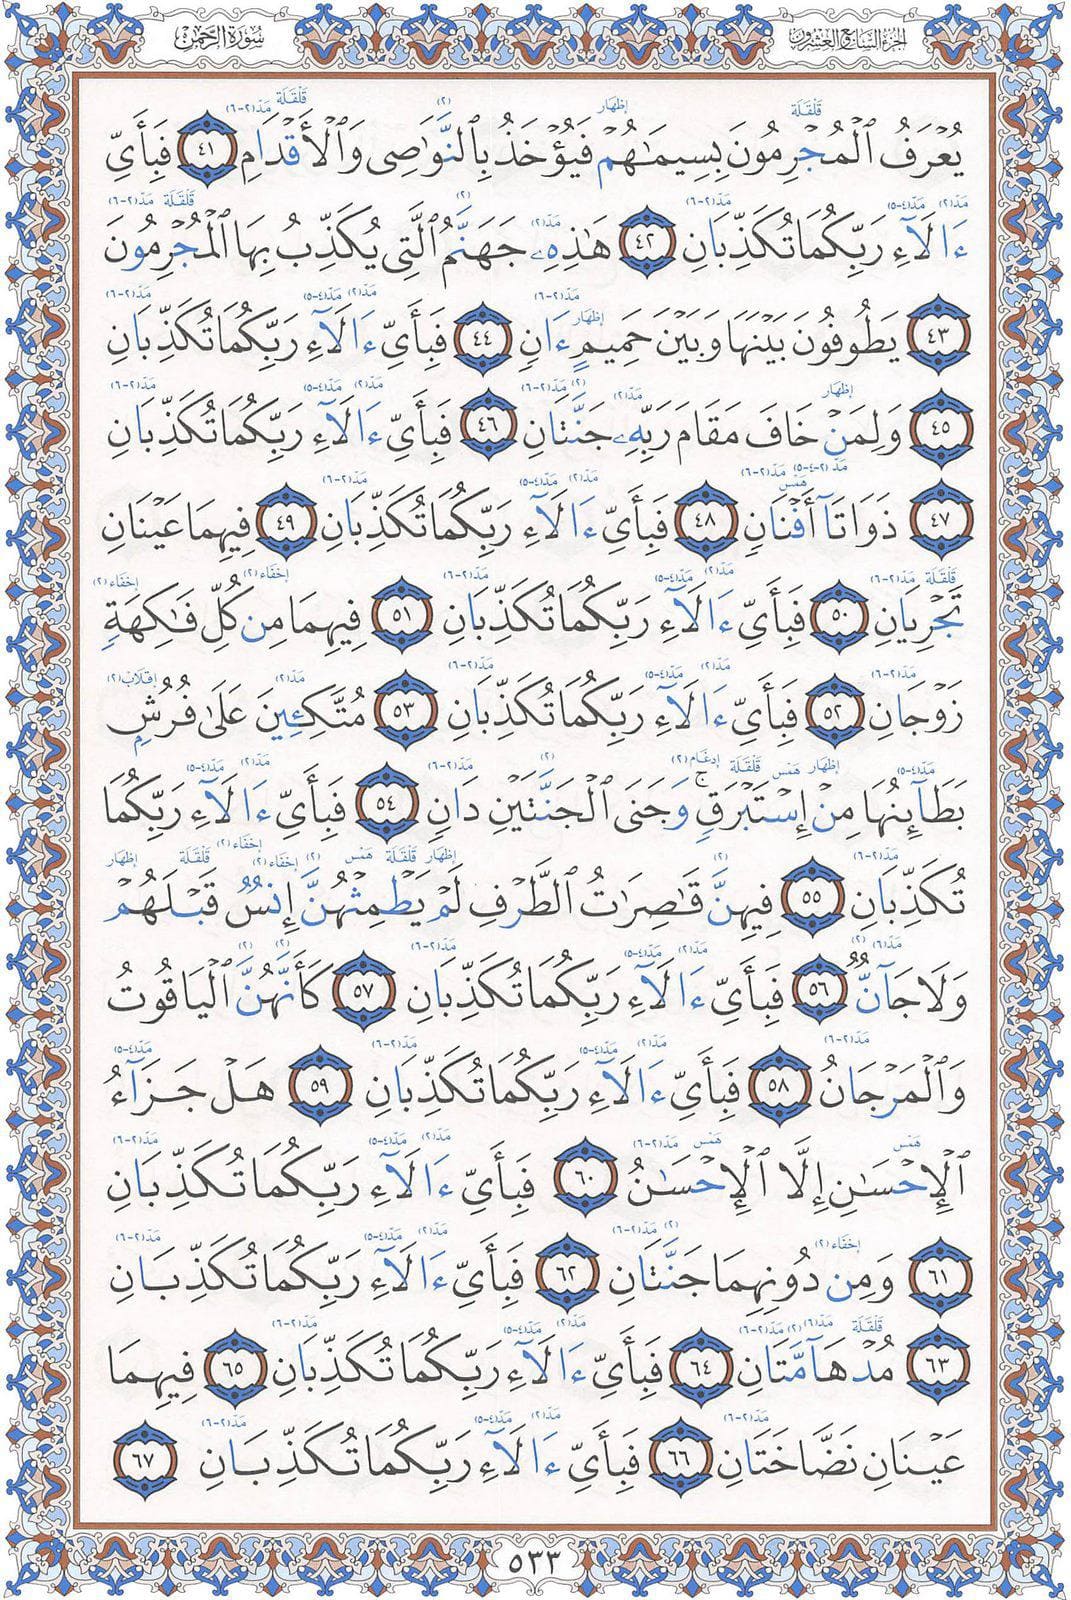 الجزء السابع والعشرون
سورة الرحمن
يُعْرَفُ ٱلْمُجْرِمُونَ بِسِيمَٰهُمْ فَيُؤْخَذُ بِٱلنَّوَٰصِى وَٱلْأَقْدَامِ ٤١ فَبِأَىِّ
ءَالَآءِ رَبِّكُمَا تُكَذِّبَانِ ٤٢ هَٰذِهِۦ جَهَنَّمُ ٱلَّتِى يُكَذِّبُ بِهَا ٱلْمُجْرِمُونَ
٤٣ يَطُوفُونَ بَيْنَهَا وَبَيْنَ حَمِيمٍ ءَانٍ ٤٤ فَبِأَىِّ ءَالَآءِ رَبِّكُمَا تُكَذِّبَانِ
٤٥ وَلِمَنْ خَافَ مَقَامَ رَبِّهِۦ جَنَّتَانِ ٤٦ فَبِأَىِّ ءَالَآءِ رَبِّكُمَا تُكَذِّبَانِ
٤٧ ذَوَاتَآ أَفْنَانٍ ٤٨ فَبِأَىِّ ءَالَآءِ رَبِّكُمَا تُكَذِّبَانِ ٤٩ فِيهِمَا عَيْنَانِ
تَجْرِيَانِ ٥٠ فَبِأَىِّ ءَالَآءِ رَبِّكُمَا تُكَذِّبَانِ ٥١ فِيهِمَا مِن كُلِّ فَٰكِهَةٍ
زَوْجَانِ ٥٢ فَبِأَىِّ ءَالَآءِ رَبِّكُمَا تُكَذِّبَانِ ٥٣ مُتَّكِـِٔينَ عَلَىٰ فُرُشٍۭ
بَطَآئِنُهَا مِنْ إِسْتَبْرَقٍ ۚ وَجَنَى ٱلْجَنَّتَيْنِ دَانٍ ٥٤ فَبِأَىِّ ءَالَآءِ رَبِّكُمَا
تُكَذِّبَانِ ٥٥ فِيهِنَّ قَٰصِرَٰتُ ٱلطَّرْفِ لَمْ يَطْمِثْهُنَّ إِنسٌ قَبْلَهُمْ
وَلَا جَآنٌّ ٥٦ فَبِأَىِّ ءَالَآءِ رَبِّكُمَا تُكَذِّبَانِ ٥٧ كَأَنَّهُنَّ ٱلْيَاقُوتُ
وَٱلْمَرْجَانُ ٥٨ فَبِأَىِّ ءَالَآءِ رَبِّكُمَا تُكَذِّبَانِ ٥٩ هَلْ جَزَآءُ
ٱلْإِحْسَٰنِ إِلَّا ٱلْإِحْسَٰنُ ٦٠ فَبِأَىِّ ءَالَآءِ رَبِّكُمَا تُكَذِّبَانِ
٦١ وَمِن دُونِهِمَا جَنَّتَانِ ٦٢ فَبِأَىِّ ءَالَآءِ رَبِّكُمَا تُكَذِّبَانِ
٦٣ مُدْهَآمَّتَانِ ٦٤ فَبِأَىِّ ءَالَآءِ رَبِّكُمَا تُكَذِّبَانِ ٦٥ فِيهِمَا
عَيْنَانِ نَضَّاخَتَانِ ٦٦ فَبِأَىِّ ءَالَآءِ رَبِّكُمَا تُكَذِّبَانِ ٦٧
٥٣٣